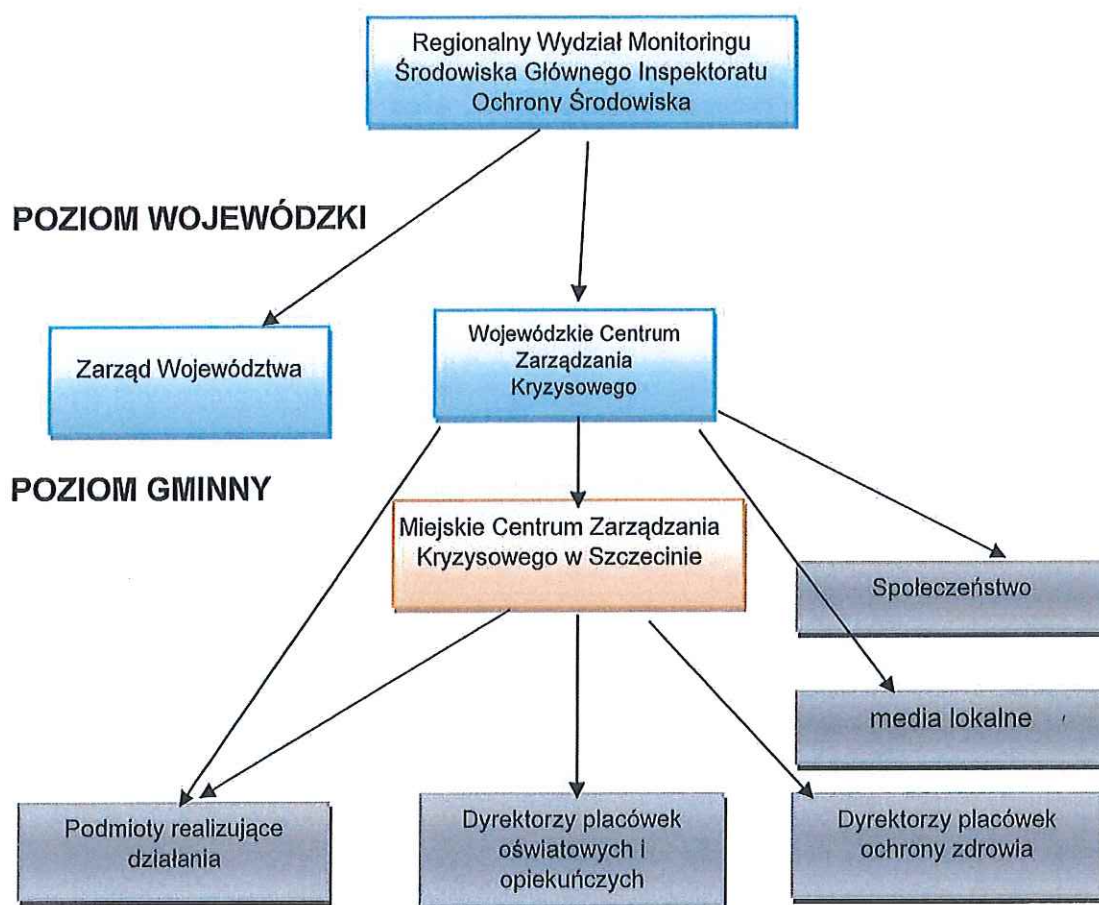 Regionalny Wydział Monitoringu
Środowiska Głównego Inspektoratu
Ochrony Środowiska
POZIOM WOJEWÓDZKI
Zarząd Województwa
Wojewódzkie Centrum
Zarządzania
Kryzysowego
POZIOM GMINNY
Miejskie Centrum Zarządzania
Kryzysowego w Szczecinie
Społeczeństwo
media lokalne
Podmioty realizujące
działania
Dyrektorzy placówek
oświatowych i
opiekuńczych
Dyrektorzy placówek
ochrony zdrowia